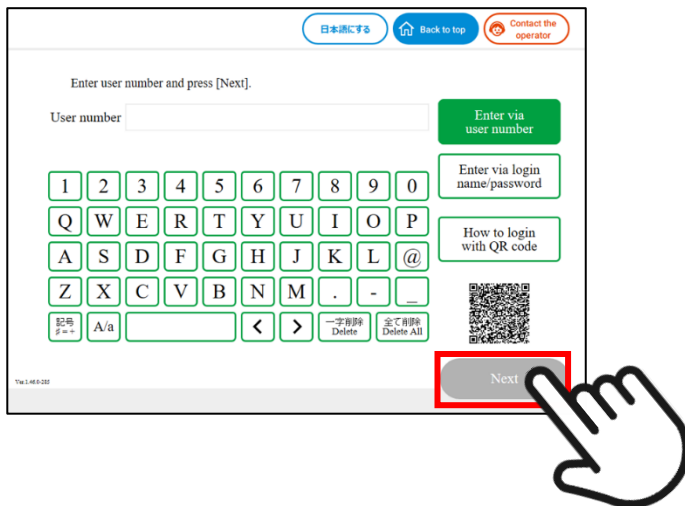 日本語にする
Back to top
Contact the
operator
Enter user number and press [Next].
User number
Enter via
user number
Enter via login
name/password
How to login
with QR code
1 2 3 4 5 6 7 8 9 0
Q W E R T Y U I O P
A S D F G H J K L @
Z X C V B N M . - _
記号
A/a
< >
一字削除
Delete
全て削除
Delete All
Next